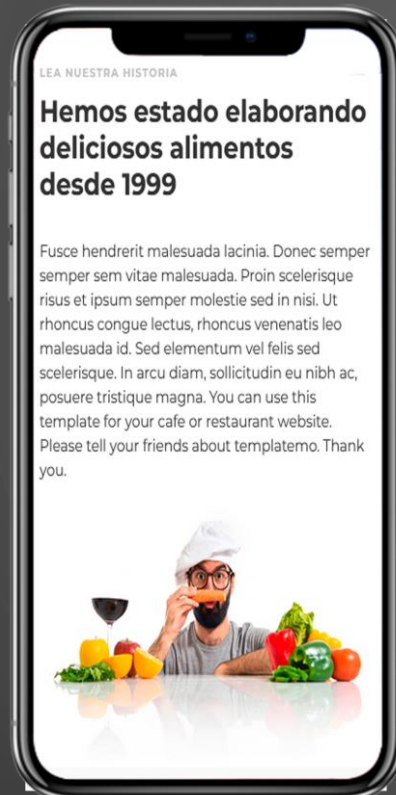 LEA NUESTRA HISTORIA
Hemos estado elaborando
deliciosos alimentos
desde 1999
Fusce hendrerit malesuada lacinia. Donec semper
semper sem vitae malesuada. Proin scelerisque
risus et ipsum semper molestie sed in nisi. Ut
rhoncus congue lectus, rhoncus venenatis leo
malesuada id. Sed elementum vel felis sed
scelerisque. In arcu diam, sollicitudin eu nibh ac,
posuere tristique magna. You can use this
template for your cafe or restaurant website.
Please tell your friends about templatemo. Thank
you.